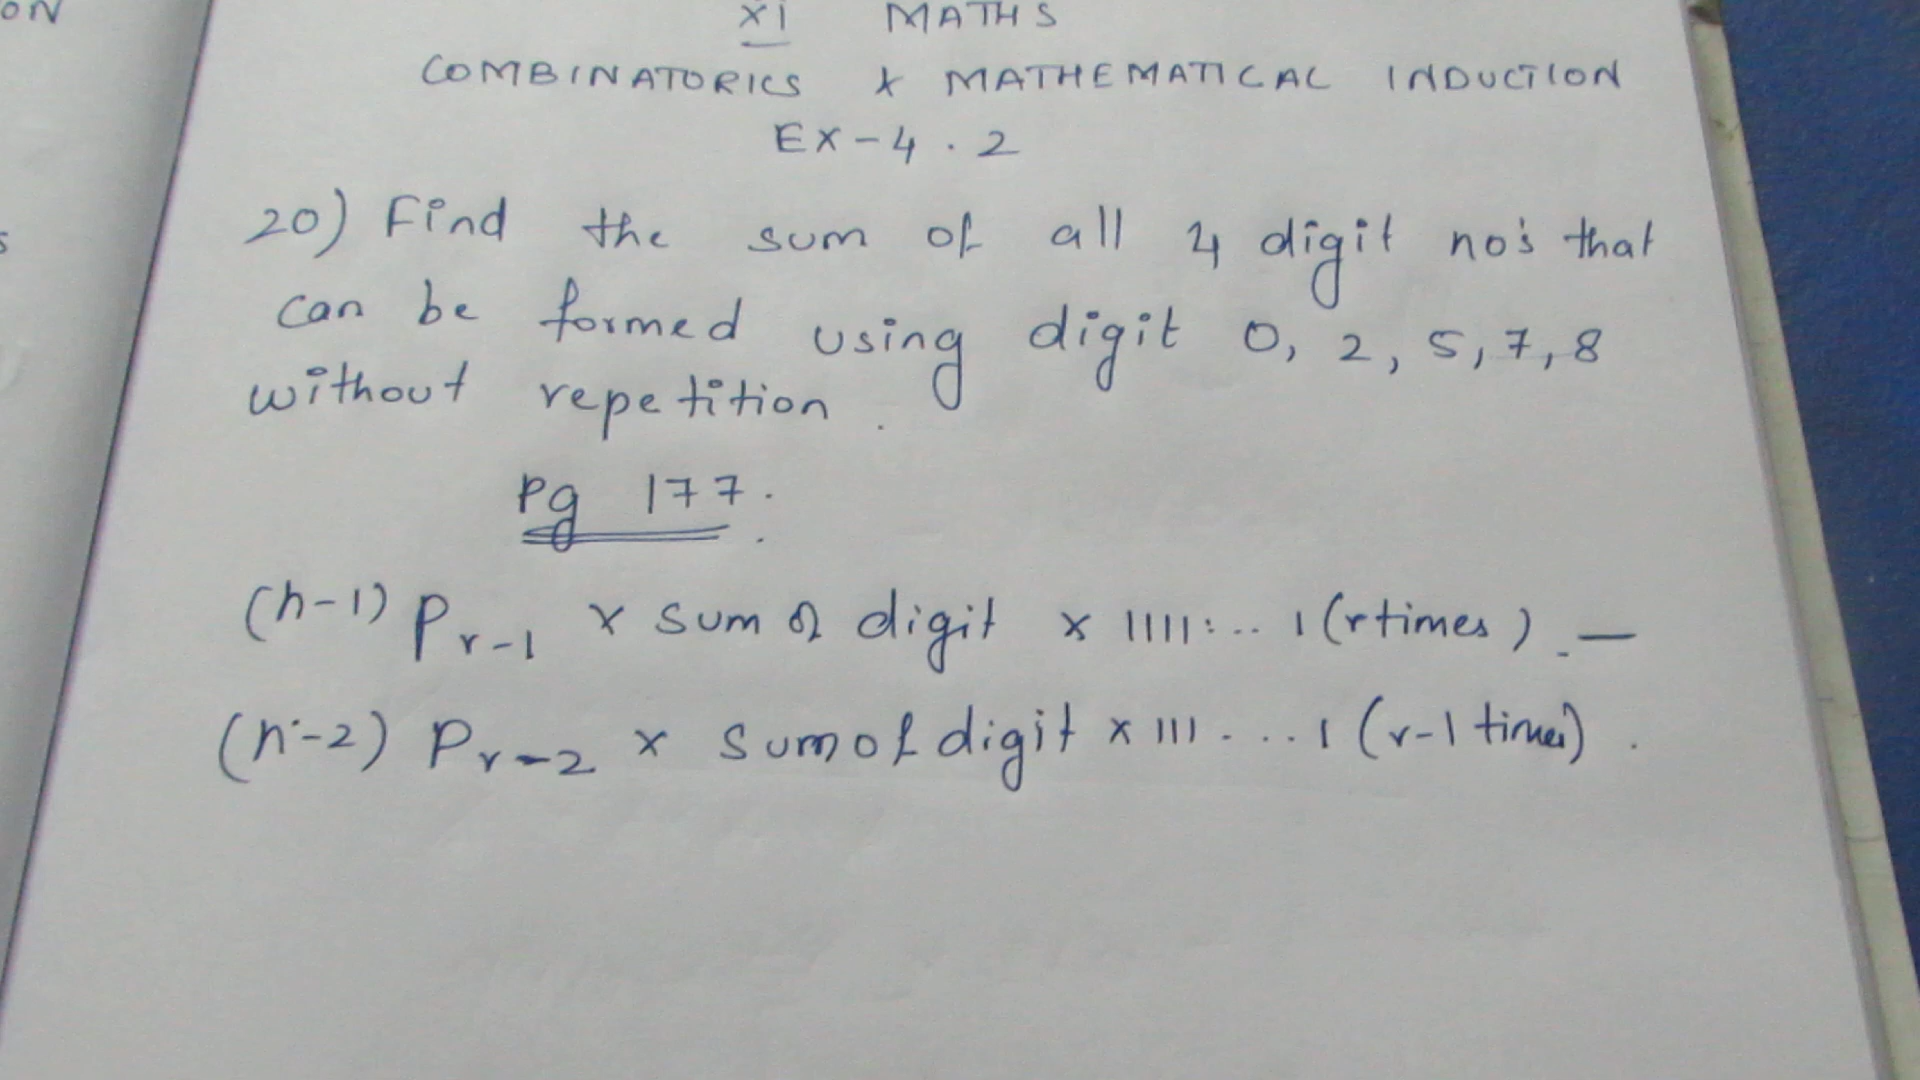 ON
XI MATHS
COMBINATORICS & MATHEMATICAL INDUCTION
EX-4.2
20) Find the sum of all 4 digit no's that
can be formed using digit 0, 2, 5, 7, 8
without repetition.
Pg 177.
(n-1) P r-1 x sum of digit x 1111... 1 (r times) -
(n-2) P r-2 x sum of digit x 111....1 (r-1 times).
s